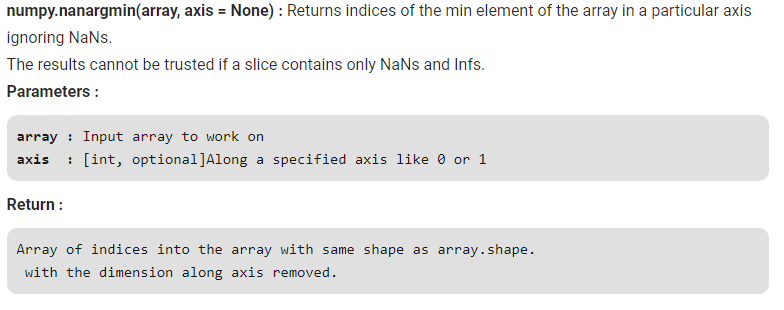 numpy.nanargmin(array, axis = None) : Returns indices of the min element of the array in a particular axis
ignoring NaNs.
The results cannot be trusted if a slice contains only NaNs and Infs.
Parameters :
array : Input array to work on
axis  : [int, optional]Along a specified axis like 0 or 1
Return :
Array of indices into the array with same shape as array.shape.
 with the dimension along axis removed.